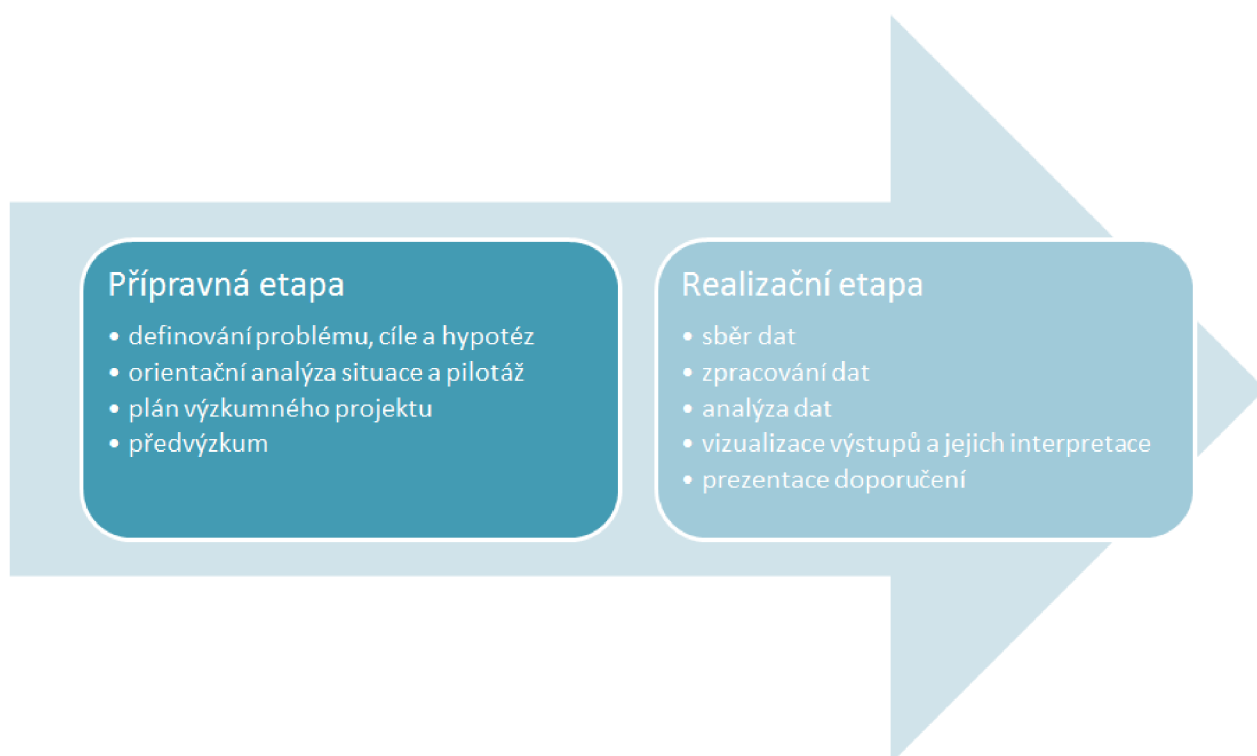 Přípravná etapa
• definování problému, cíle a hypotéz
• orientační analýza situace a pilotáž
• plán výzkumného projektu
• předvýzkum
Realizační etapa
• sběr dat
• zpracování dat
• analýza dat
• vizualizace výstupů a jejich interpretace
• prezentace doporučení